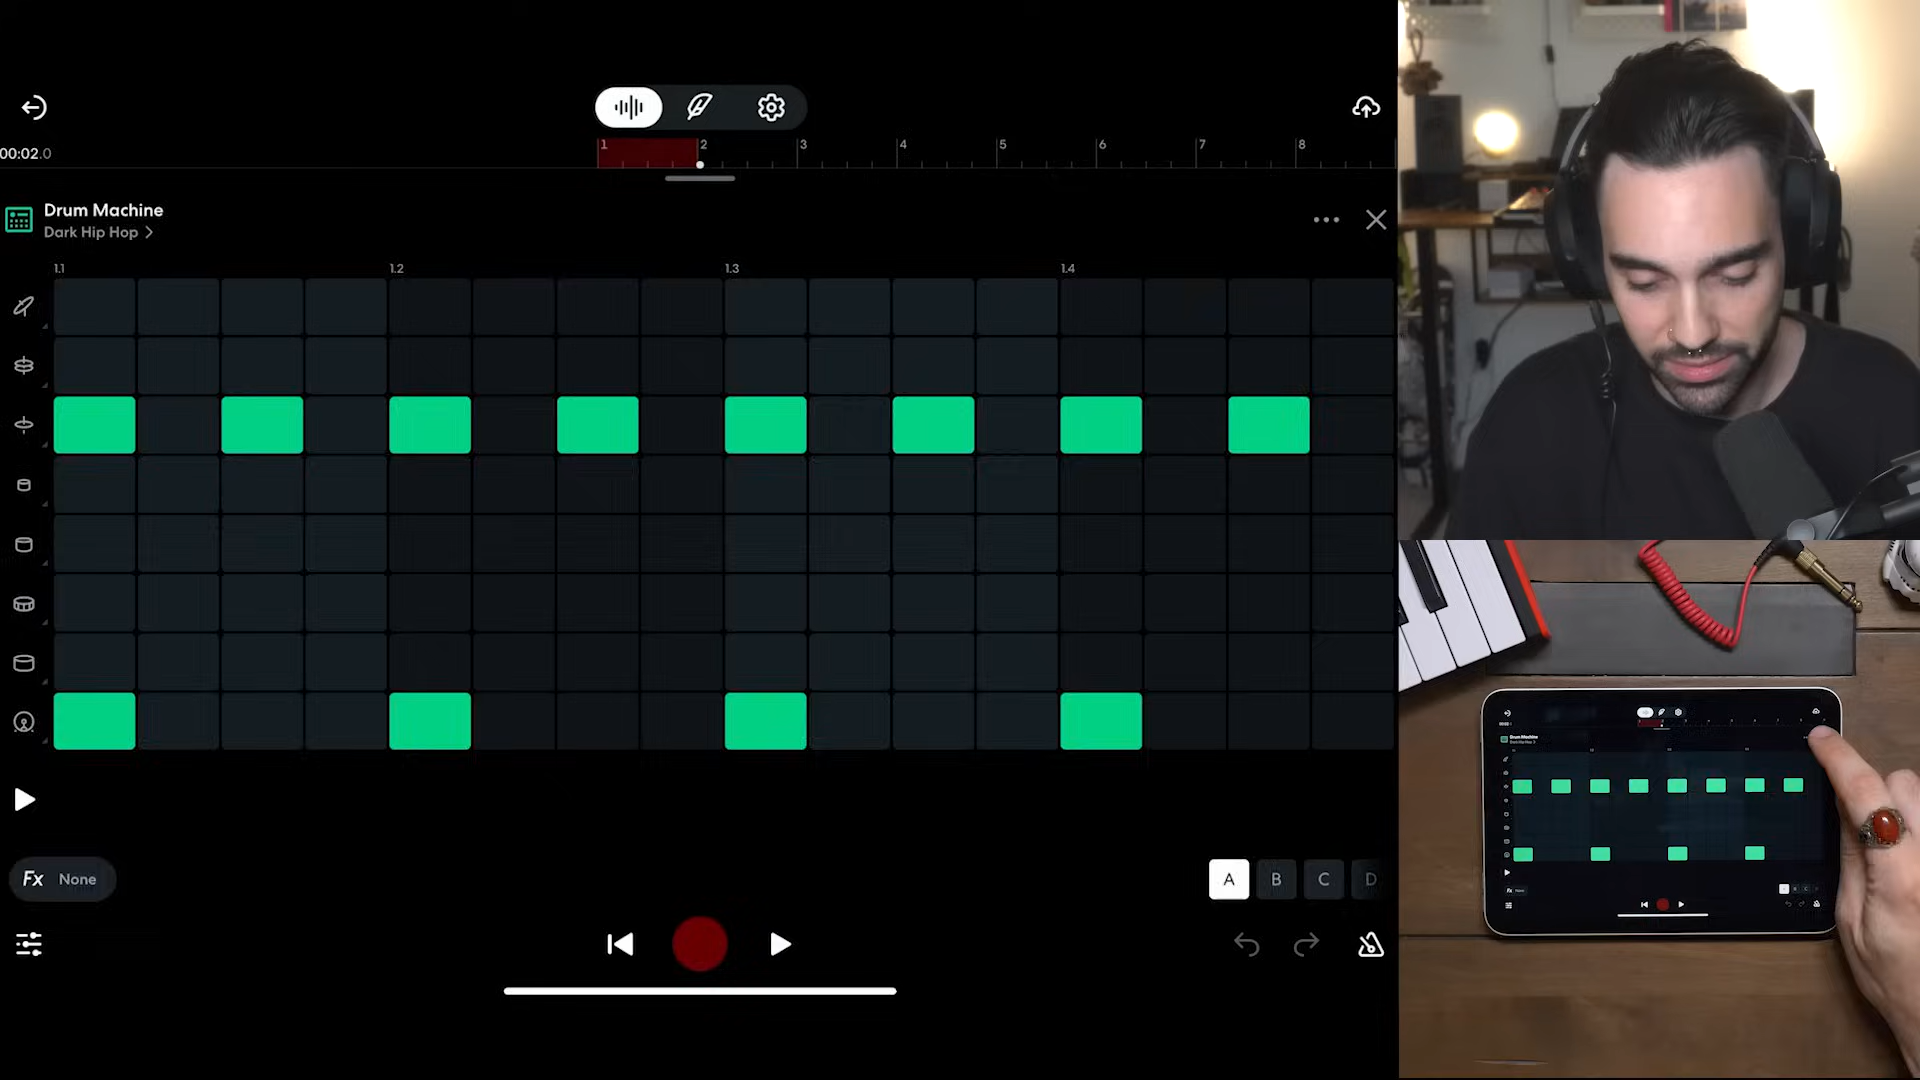 1 2 3 4 5 6 7 8
00:02.0
Drum Machine
Dark Hip Hop
1.1 1.2 1.3 1.4
Fx None
A B C D